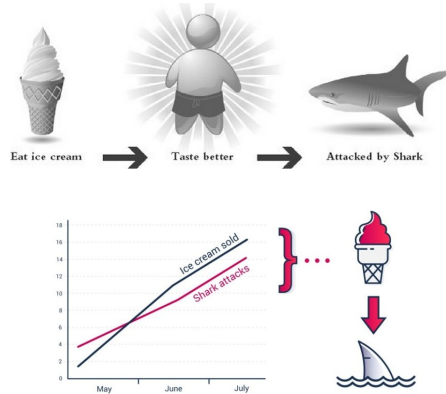 Eat ice cream
Taste better
Attacked by Shark
18
16
14
12
10
8
6
4
2
0
Ice cream sold
Shark attacks
May
June
July